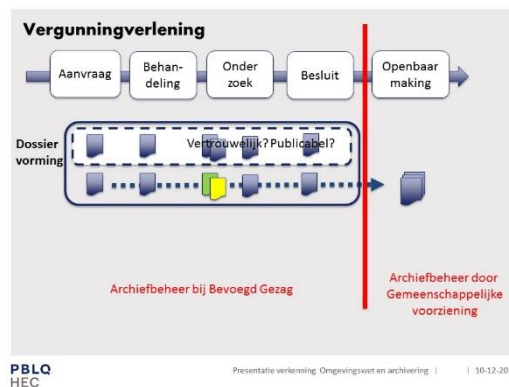 Vergunningverlening
Aanvraag
Behan-
deling
Onder
zoek
Besluit
Openbaar
making
Dossier
vorming
Vertrouwelijk? Publicabel?
Archiefbeheer bij Bevoegd Gezag
Archiefbeheer door
Gemeenschappelijke
voorziening
PBLQ
HEC
Presentatie verkenning Omgevingswet en archivering | | 10-12-20